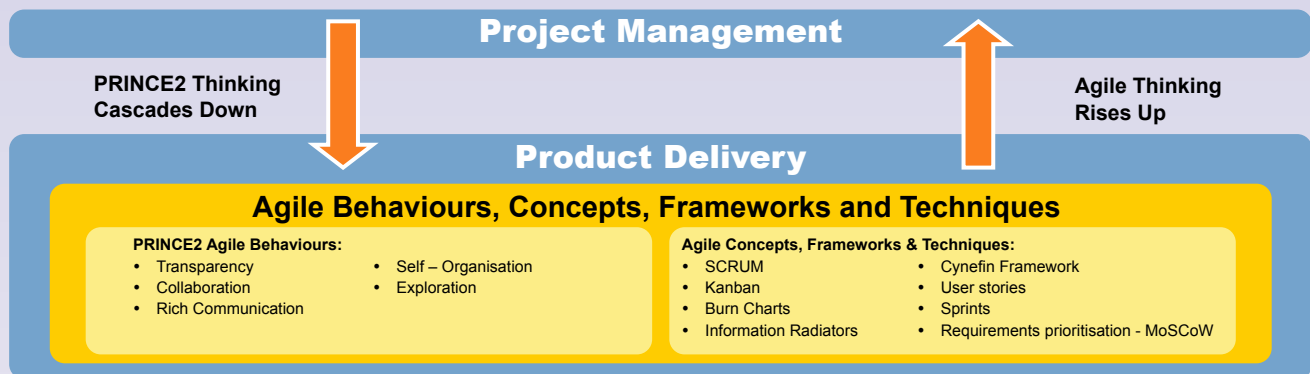 Project Management
PRINCE2 Thinking
Cascades Down
Agile Thinking
Rises Up
Product Delivery
Agile Behaviours, Concepts, Frameworks and Techniques
PRINCE2 Agile Behaviours:
• Transparency
• Collaboration
• Rich Communication
• Self – Organisation
• Exploration
Agile Concepts, Frameworks & Techniques:
• SCRUM
• Kanban
• Burn Charts
• Information Radiators
• Cynefin Framework
• User stories
• Sprints
• Requirements prioritisation - MoSCoW